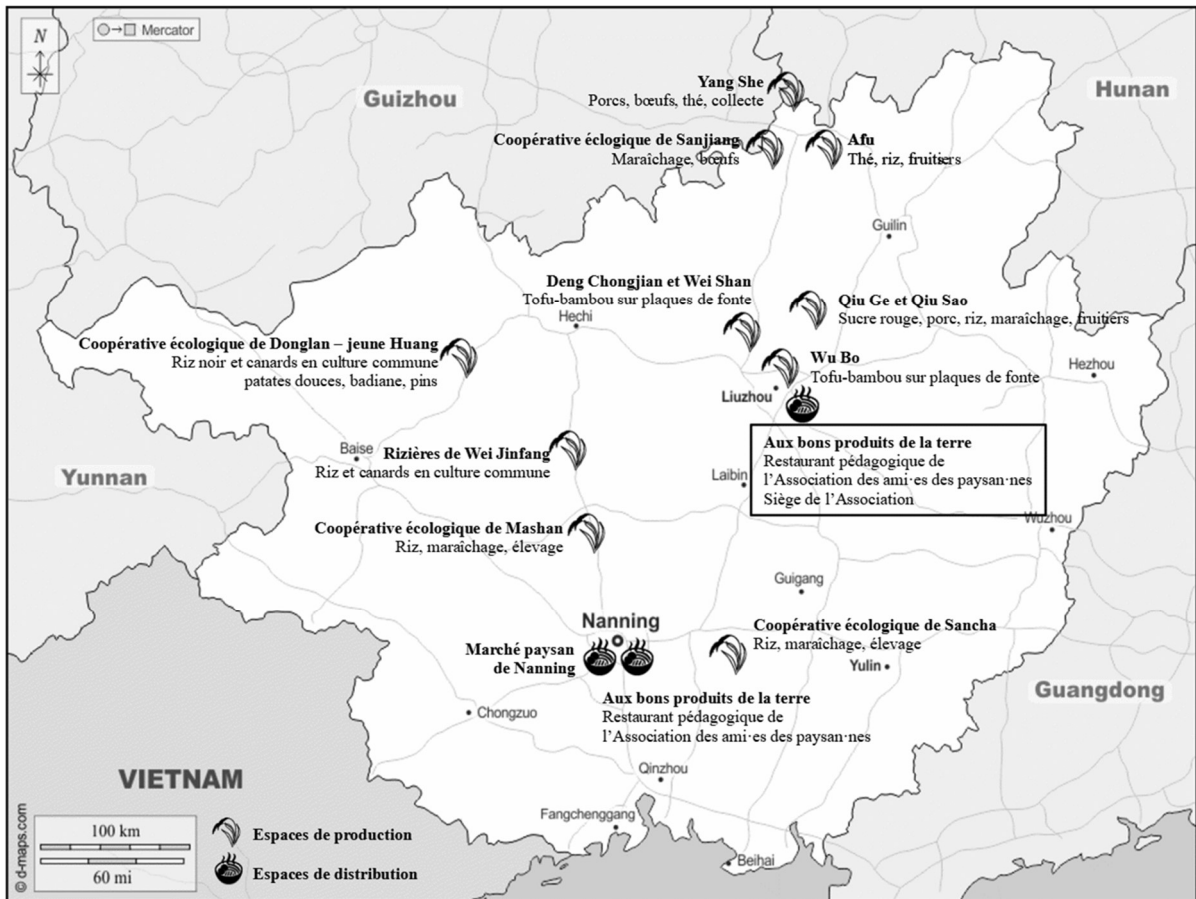 N
Mercator
Guizhou
Hunan
Yang She
Porcs, bœufs, thé, collecte
Coopérative éclogique de Sanjiang
Maraîchage, bœufs
Afu
Thé, riz, fruitiers
Guilin
Deng Chongjian et Wei Shan
Tofu-bambou sur plaques de fonte
Hechi
Qiu Ge et Qiu Sao
Sucre rouge, porc, riz, maraîchage, fruitiers
Coopérative écologique de Donglan – jeune Huang
Riz noir et canards en culture commune
patates douces, badiane, pins
Wu Bo
Tofu-bambou sur plaques de fonte
Hezhou
Liuzhou
Baise
Rizières de Wei Jinfang
Riz et canards en culture commune
Aux bons produits de la terre
Restaurant pédagogique de
l’Association des ami·es des paysan·nes
Siège de l’Association
Laibin
Yunnan
Wuzhou
Coopérative écologique de Mashan
Riz, maraîchage, élevage
Guigang
Nanning
Coopérative écologique de Sancha
Riz, maraîchage, élevage
Marché paysan
de Nanning
Yulin
Guangdong
Aux bons produits de la terre
Restaurant pédagogique de
l’Association des ami·es des paysan·nes
Chongzuo
VIETNAM
Qinzhou
Fangchenggang
Beihai
© d-maps.com
100 km
60 mi
Espaces de production
Espaces de distribution